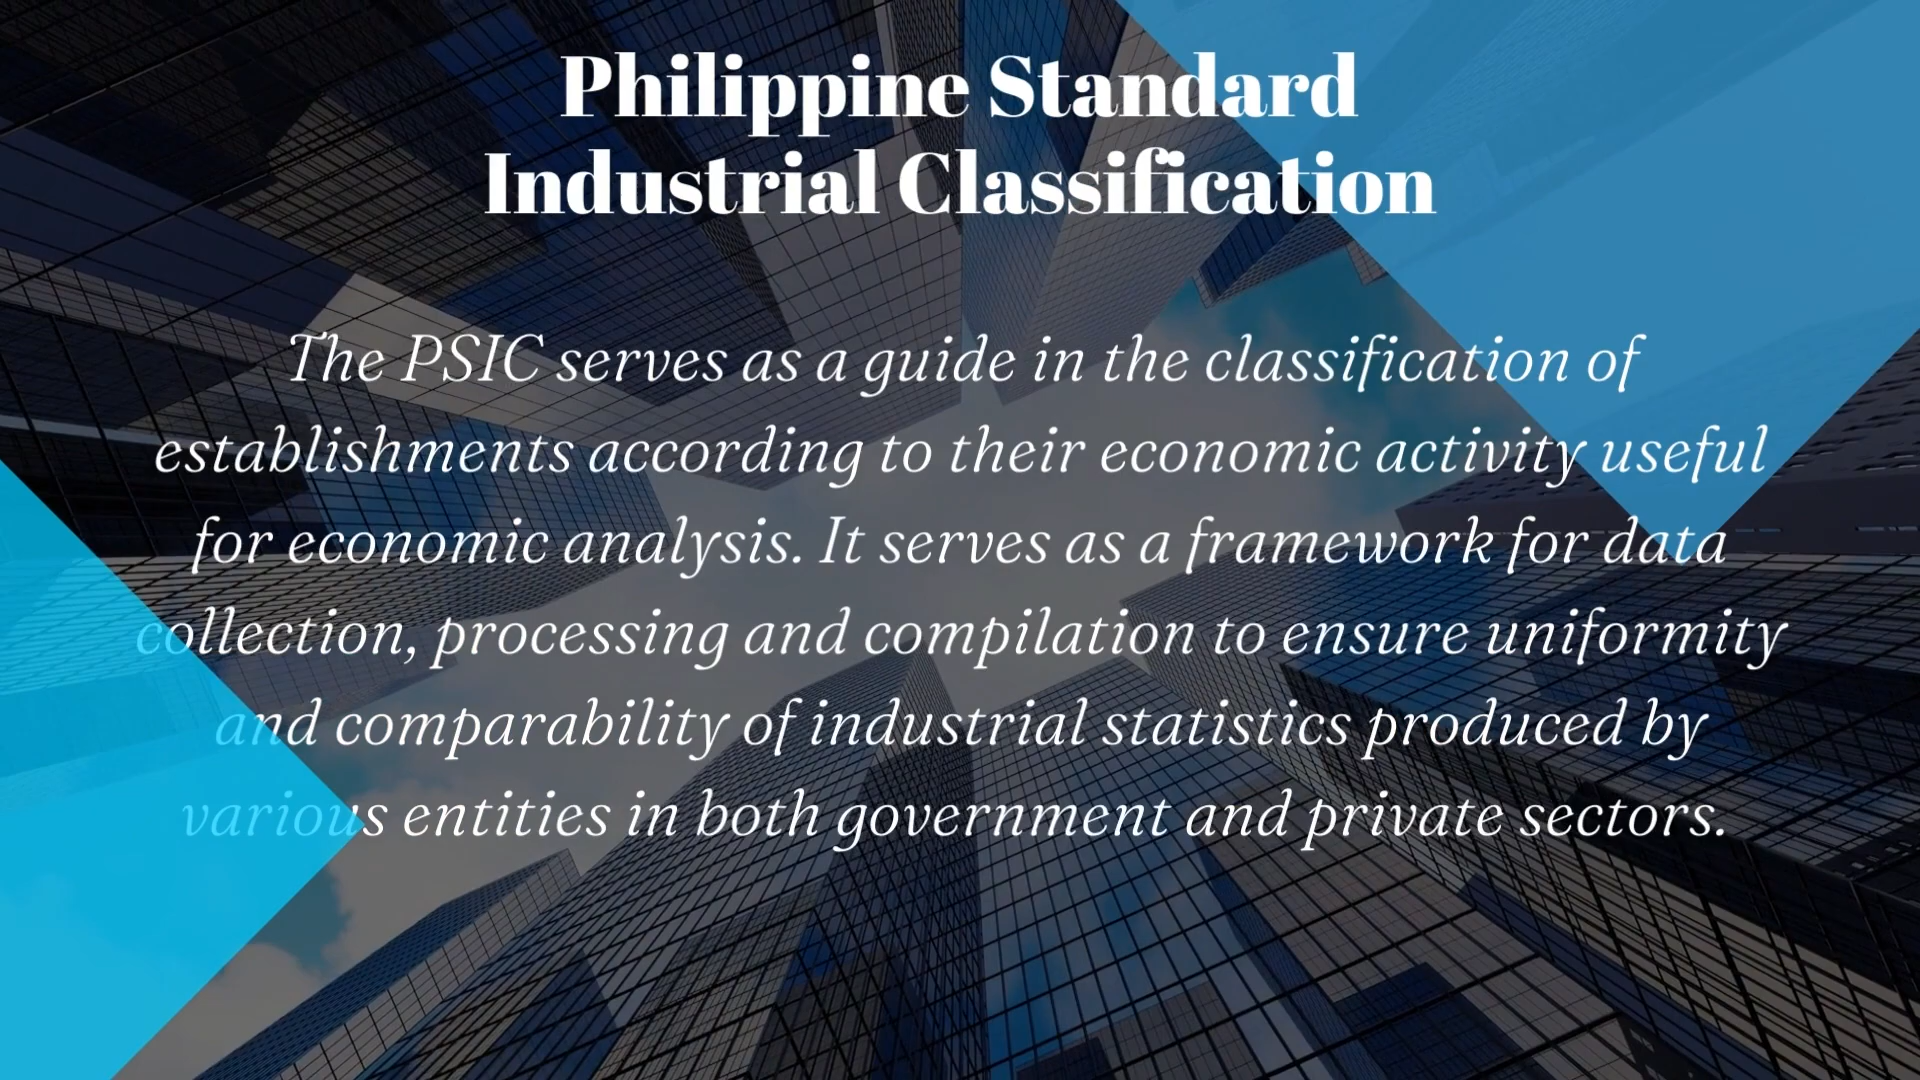 Philippine Standard
Industrial Classification
The PSIC serves as a guide in the classification of
establishments according to their economic activity useful
for economic analysis. It serves as a framework for data
collection, processing and compilation to ensure uniformity
and comparability of industrial statistics produced by
various entities in both government and private sectors.